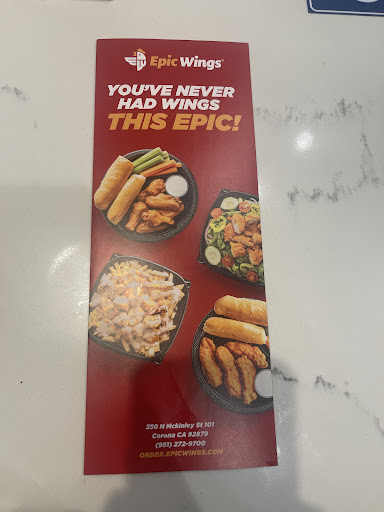 Epic Wings®
YOU'VE NEVER
HAD WINGS
THIS EPIC!
350 N Mckinley St 101
Corona CA 92879
(951) 272-9700
ORDER.EPICWINGS.COM